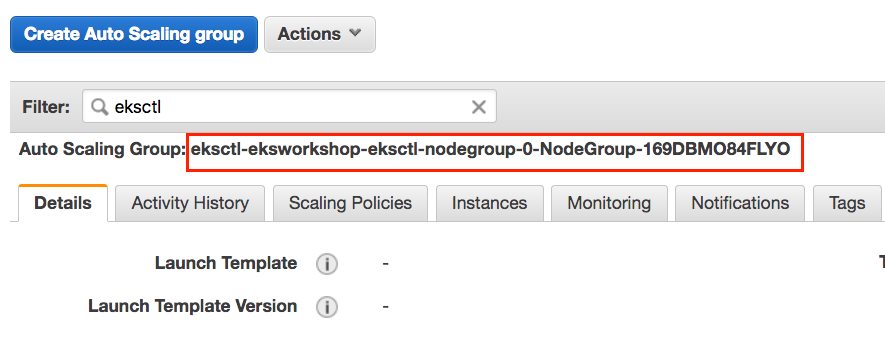 Create Auto Scaling group Actions
Filter: eksctl
Auto Scaling Group: eksctl-eksworkshop-eksctl-nodegroup-0-NodeGroup-169DBMO84FLYO
Details Activity History Scaling Policies Instances Monitoring Notifications Tags
Launch Template i -
Launch Template Version i -